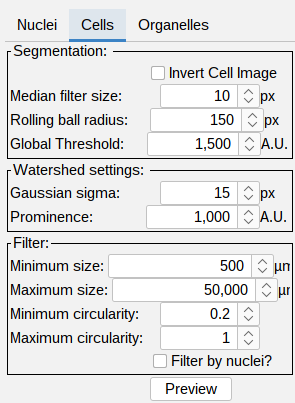 Nuclei Cells Organelles
Segmentation:
Invert Cell Image
Median filter size: 10 px
Rolling ball radius: 150 px
Global Threshold: 1,500 A.U.
Watershed settings:
Gaussian sigma: 15 px
Prominence: 1,000 A.U.
Filter:
Minimum size: 500 µm
Maximum size: 50,000 µm
Minimum circularity: 0.2
Maximum circularity: 1
Filter by nuclei?
Preview